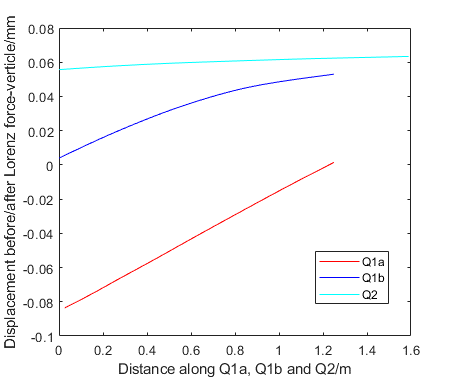 0.08
0.06
0.04
0.02
0
-0.02
-0.04
-0.06
-0.08
-0.1
Displacement before/after Lorenz force-verticle/mm
Q1a
Q1b
Q2
0 0.2 0.4 0.6 0.8 1 1.2 1.4 1.6
Distance along Q1a, Q1b and Q2/m